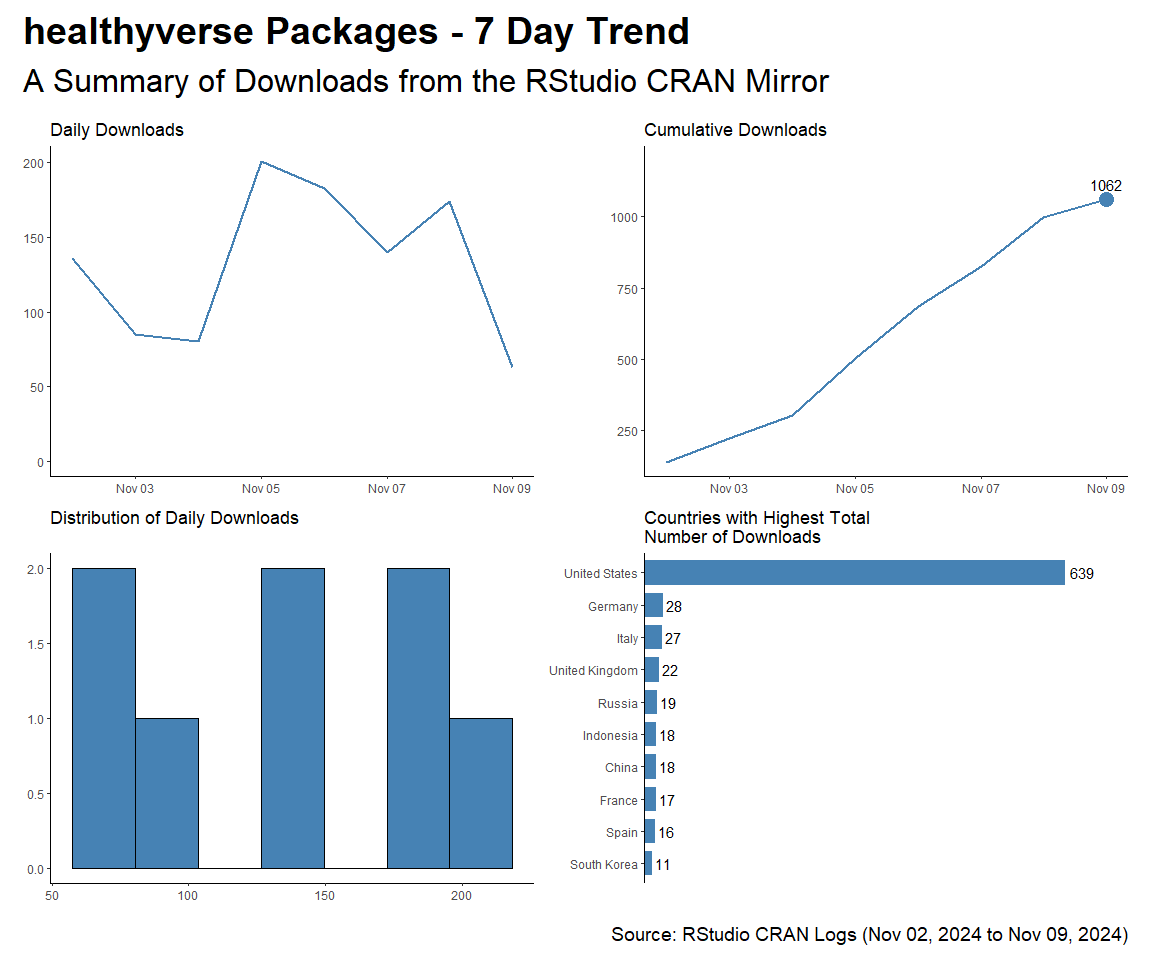 healthyverse Packages - 7 Day Trend
A Summary of Downloads from the RStudio CRAN Mirror
Daily Downloads
200
150
100
50
0
Nov 03
Nov 05
Nov 07
Nov 09
Cumulative Downloads
1062
1000
750
500
250
Nov 03
Nov 05
Nov 07
Nov 09
Distribution of Daily Downloads
2.0
1.5
1.0
0.5
0.0
50
100
150
200
Countries with Highest Total
Number of Downloads
United States 639
Germany 28
Italy 27
United Kingdom 22
Russia 19
Indonesia 18
China 18
France 17
Spain 16
South Korea 11
Source: RStudio CRAN Logs (Nov 02, 2024 to Nov 09, 2024)